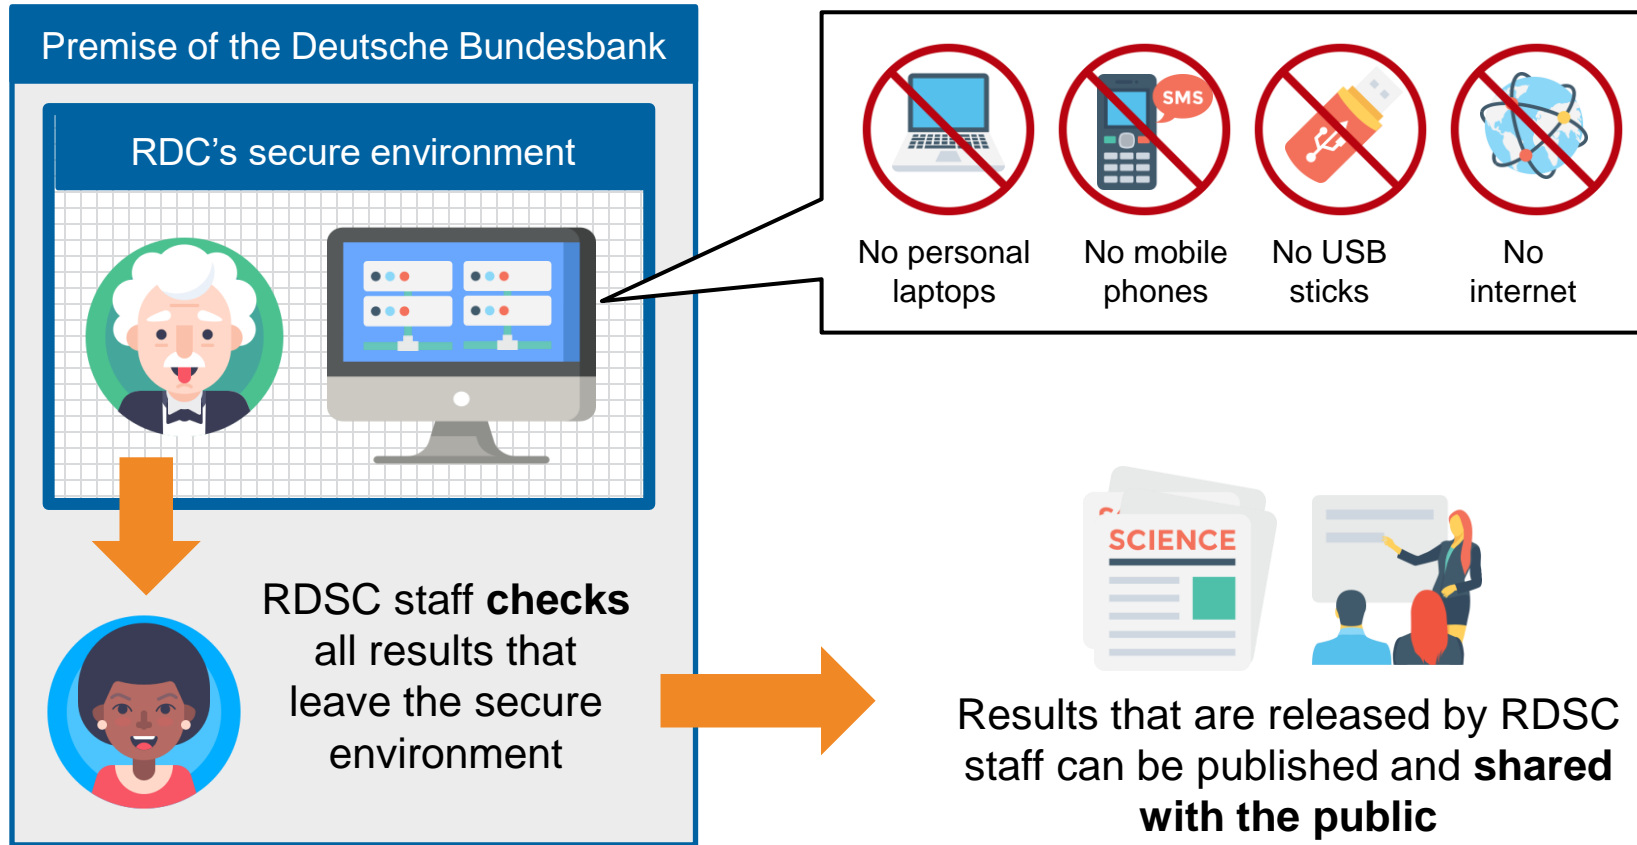 Premise of the Deutsche Bundesbank
RDC’s secure environment
SMS
No personal
laptops
No mobile
phones
No USB
sticks
No
internet
RDSC staff checks
all results that
leave the secure
environment
SCIENCE
Results that are released by RDSC
staff can be published and shared
with the public